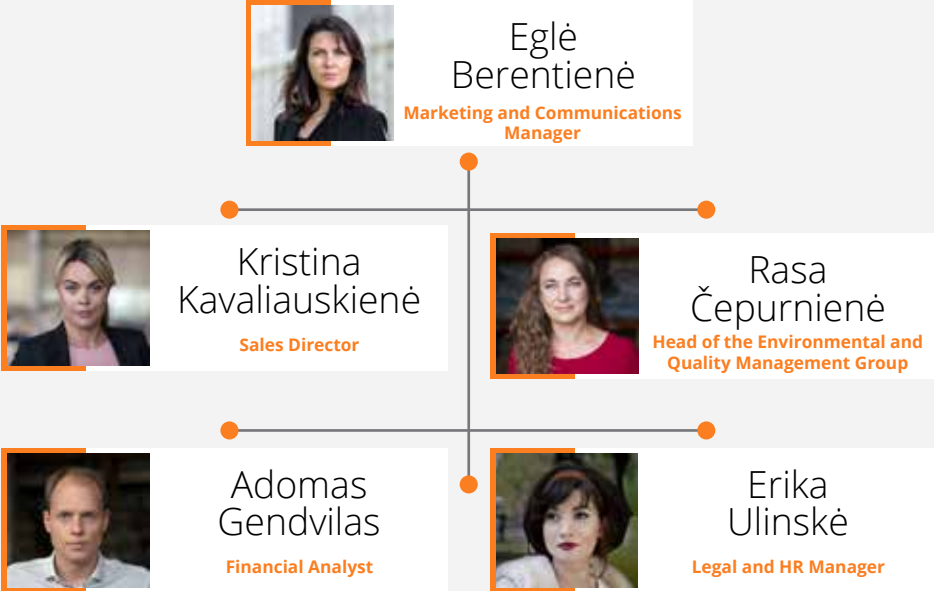 Eglė
Berentienė
Marketing and Communications
Manager
Kristina
Kavaliauskienė
Sales Director
Rasa
Čepurnienė
Head of the Environmental and
Quality Management Group
Adomas
Gendvilas
Financial Analyst
Erika
Ulinskė
Legal and HR Manager